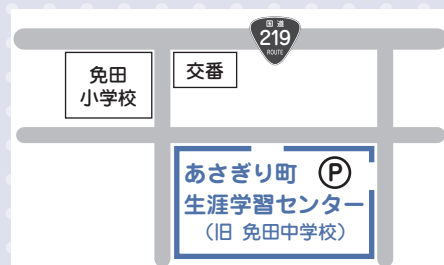 国道
219
ROUTE
免田
小学校
交番
あさぎり町 Ⓟ
生涯学習センター
(旧 免田中学校)